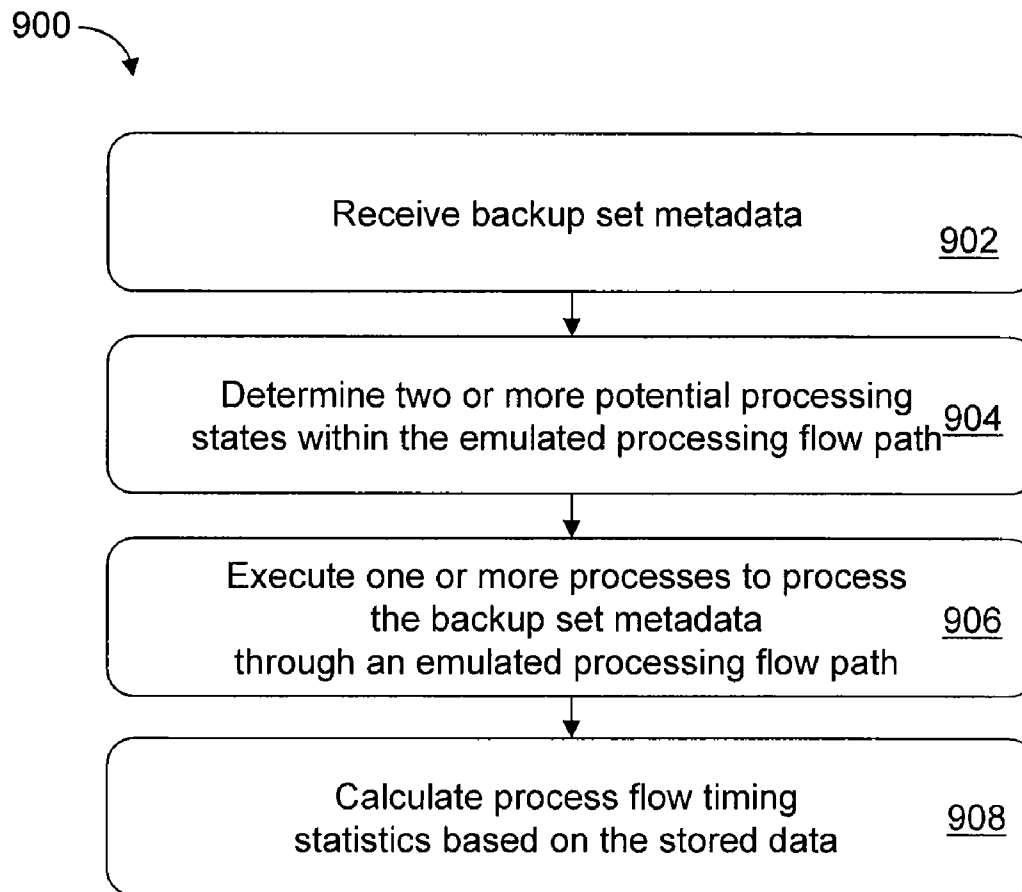 900
Receive backup set metadata
902
Determine two or more potential processing
states within the emulated processing flow path
904
Execute one or more processes to process
the backup set metadata
through an emulated processing flow path
906
Calculate process flow timing
statistics based on the stored data
908